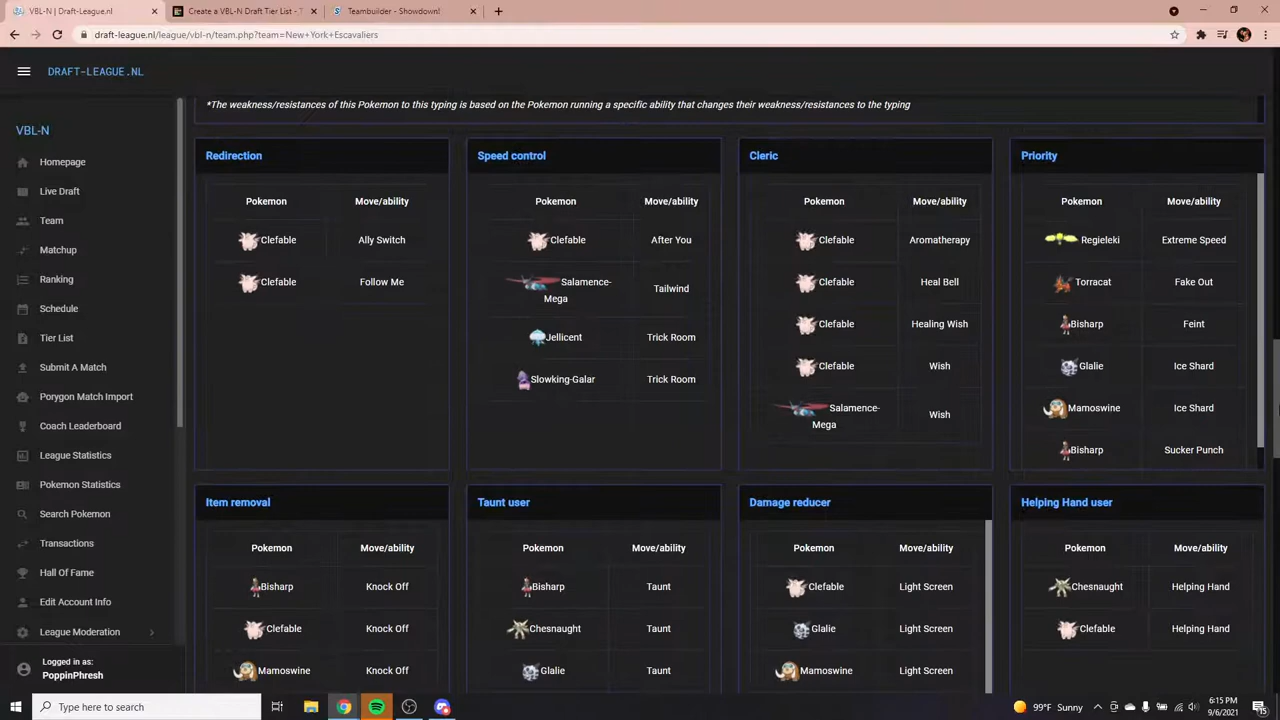 VBL-N | Draft-League.nl
Create a VBL-N Draft Tier List - T
Teambuilder - Showdown!
draft-league.nl/league/vbl-n/team.php?team=New+York+Escavaliers
DRAFT-LEAGUE.NL
VBL-N
Homepage
Live Draft
Team
Matchup
Ranking
Schedule
Tier List
Submit A Match
Porygon Match Import
Coach Leaderboard
League Statistics
Pokemon Statistics
Search Pokemon
Transactions
Hall Of Fame
Edit Account Info
League Moderation
Logged in as:
PoppinPhresh
*The weakness/resistances of this Pokemon to this typing is based on the Pokemon running a specific ability that changes their weakness/resistances to the typing
Redirection
Pokemon Move/ability
Clefable Ally Switch
Clefable Follow Me
Speed control
Pokemon Move/ability
Clefable After You
Salamence-
Mega Tailwind
Jellicent Trick Room
Slowking-Galar Trick Room
Cleric
Pokemon Move/ability
Clefable Aromatherapy
Clefable Heal Bell
Clefable Healing Wish
Clefable Wish
Salamence-
Mega Wish
Priority
Pokemon Move/ability
Regieleki Extreme Speed
Torracat Fake Out
Bisharp Feint
Glalie Ice Shard
Mamoswine Ice Shard
Bisharp Sucker Punch
Item removal
Pokemon Move/ability
Bisharp Knock Off
Clefable Knock Off
Mamoswine Knock Off
Taunt user
Pokemon Move/ability
Bisharp Taunt
Chesnaught Taunt
Glalie Taunt
Damage reducer
Pokemon Move/ability
Clefable Light Screen
Glalie Light Screen
Mamoswine Light Screen
Helping Hand user
Pokemon Move/ability
Chesnaught Helping Hand
Clefable Helping Hand
Type here to search
99°F Sunny
6:15 PM
9/6/2021
15